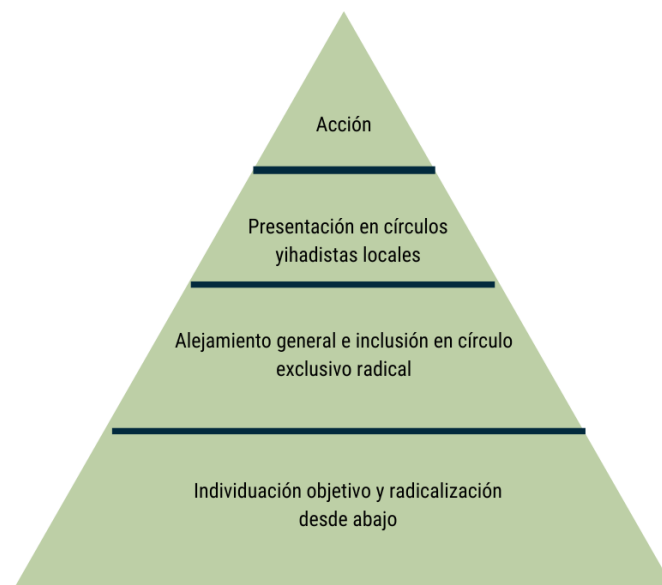 Acción
Presentación en círculos
yihadistas locales
Alejamiento general e inclusión en círculo
exclusivo radical
Individuación objetivo y radicalización
desde abajo